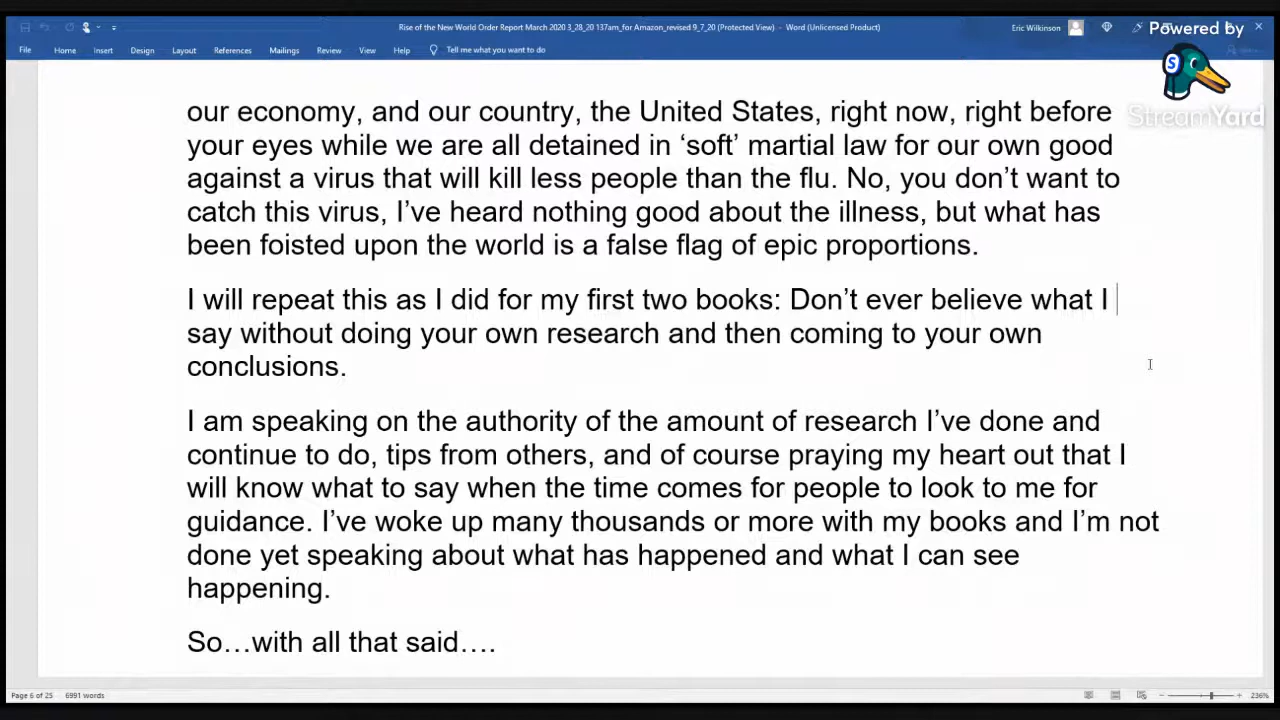 Rise of the New World Order Report March 2020 3_28_20 137am_for Amazon_revised 9_7_20 (Protected View) - Word (Unlicensed Product)
Eric Wilkinson
Powered by
File Home Insert Design Layout References Mailings Review View Help Tell me what you want to do
S
StreamYard
our economy, and our country, the United States, right now, right before
your eyes while we are all detained in ‘soft’ martial law for our own good
against a virus that will kill less people than the flu. No, you don’t want to
catch this virus, I’ve heard nothing good about the illness, but what has
been foisted upon the world is a false flag of epic proportions.
I will repeat this as I did for my first two books: Don’t ever believe what I
say without doing your own research and then coming to your own
conclusions.
I am speaking on the authority of the amount of research I’ve done and
continue to do, tips from others, and of course praying my heart out that I
will know what to say when the time comes for people to look to me for
guidance. I’ve woke up many thousands or more with my books and I’m not
done yet speaking about what has happened and what I can see
happening.
So…with all that said….
Page 6 of 25 6991 words
236%